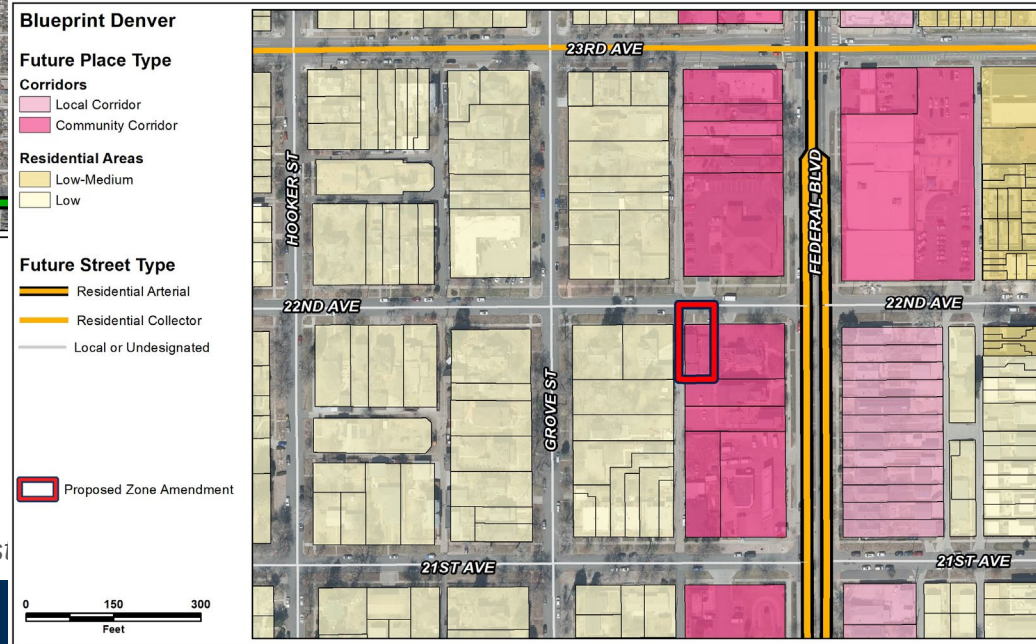 Blueprint Denver
Future Place Type
Corridors
Local Corridor
Community Corridor
Residential Areas
Low-Medium
Low
Future Street Type
Residential Arterial
Residential Collector
Local or Undesignated
Proposed Zone Amendment
0 150 300
Feet
23RD AVE
HOOKER ST
FEDERAL BLVD
22ND AVE
22ND AVE
GROVE ST
21ST AVE
21ST AVE